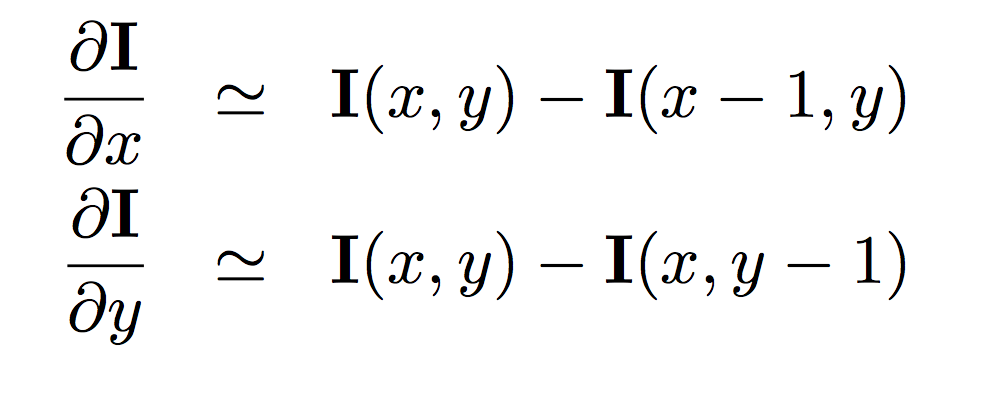 ∂𝐈/∂x ≃ 𝐈(x, y) − 𝐈(x − 1, y)
∂𝐈/∂y ≃ 𝐈(x, y) − 𝐈(x, y − 1)